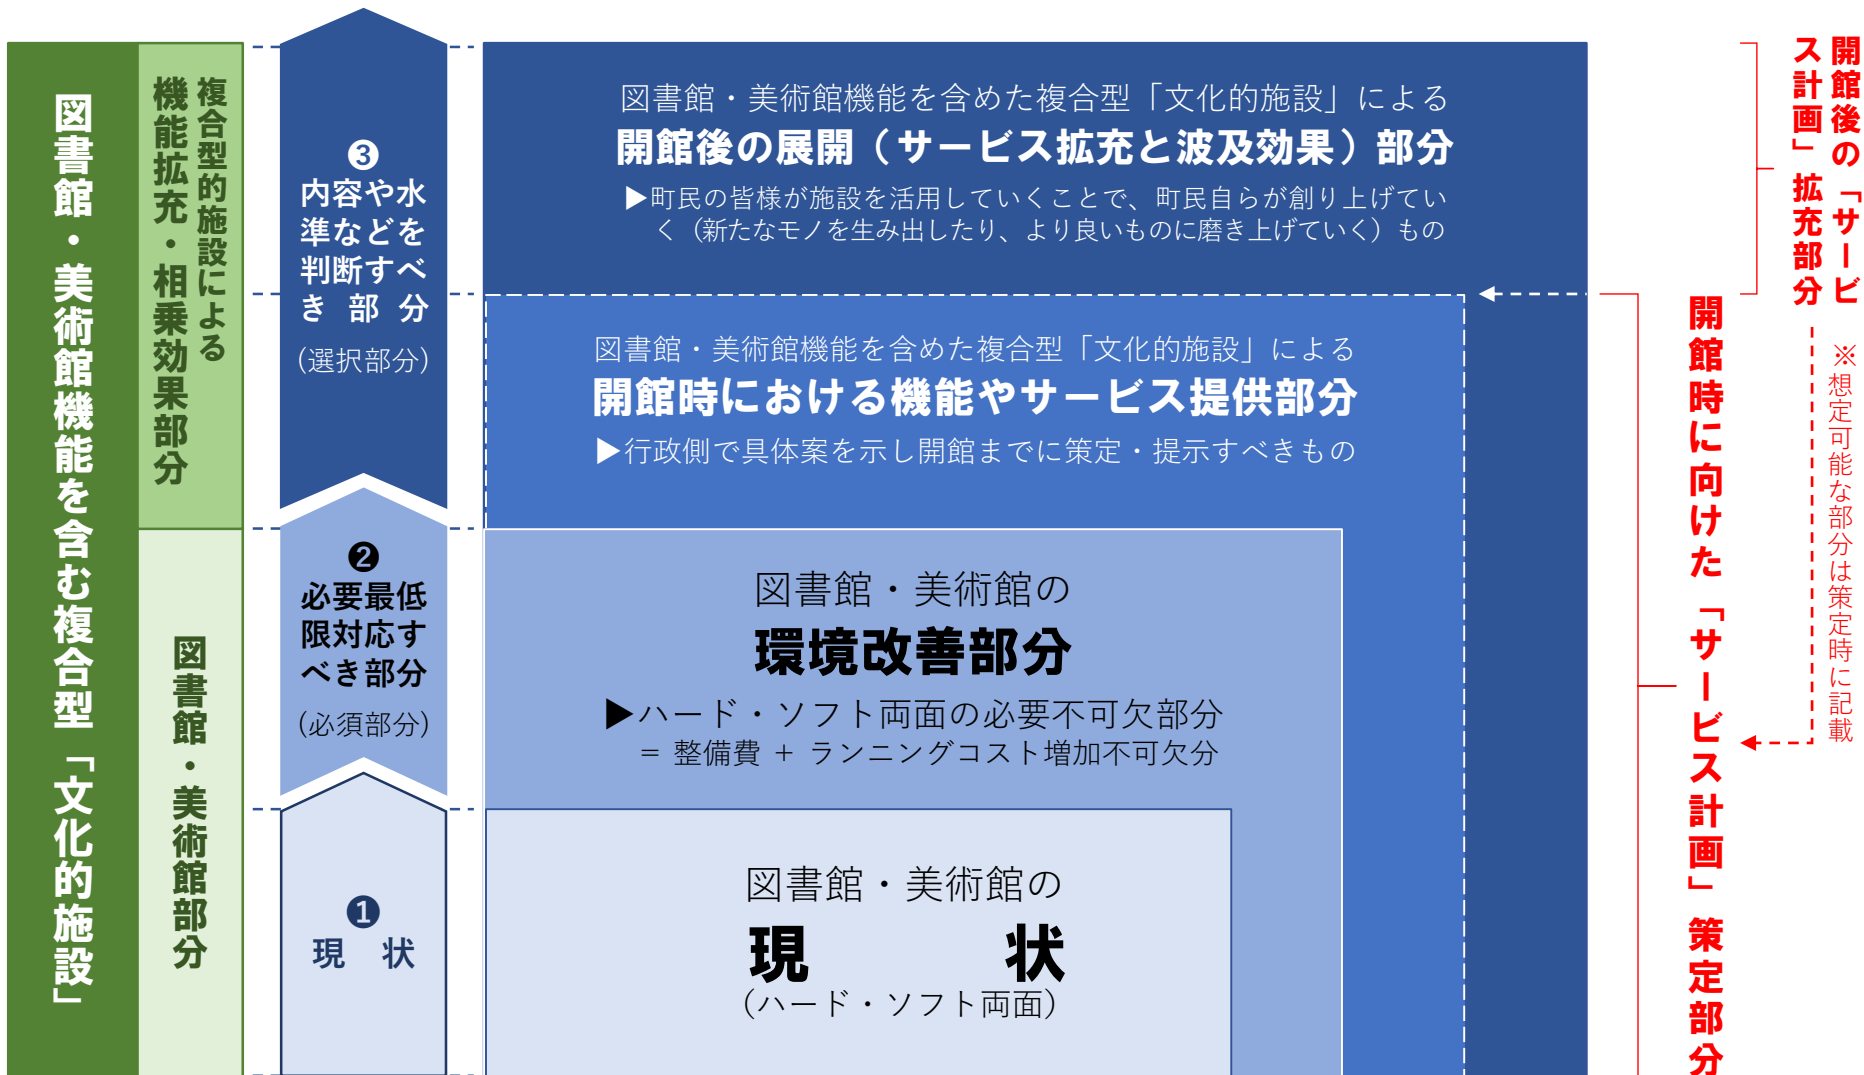 図書館・美術館機能を含む複合型「文化的施設」
複合型的施設による
機能拡充・相乗効果部分
図書館・美術館部分
❸
内容や水
準などを
判断すべ
き部分
(選択部分)
❷
必要最低
限対応す
べき部分
(必須部分)
❶
現 状
図書館・美術館機能を含めた複合型「文化的施設」による
開館後の展開（サービス拡充と波及効果）部分
▶町民の皆様が施設を活用していくことで、町民自らが創り上げてい
く（新たなモノを生み出したり、より良いものに磨き上げていく）もの
図書館・美術館機能を含めた複合型「文化的施設」による
開館時における機能やサービス提供部分
▶行政側で具体案を示し開館までに策定・提示すべきもの
図書館・美術館の
環境改善部分
▶ハード・ソフト両面の必要不可欠部分
＝ 整備費 + ランニングコスト増加不可欠分
図書館・美術館の
現 状
（ハード・ソフト両面）
開館後の「サービ
ス計画」拡充部分
※想定可能な部分は策定時に記載
開館時に向けた「サービス計画」策定部分